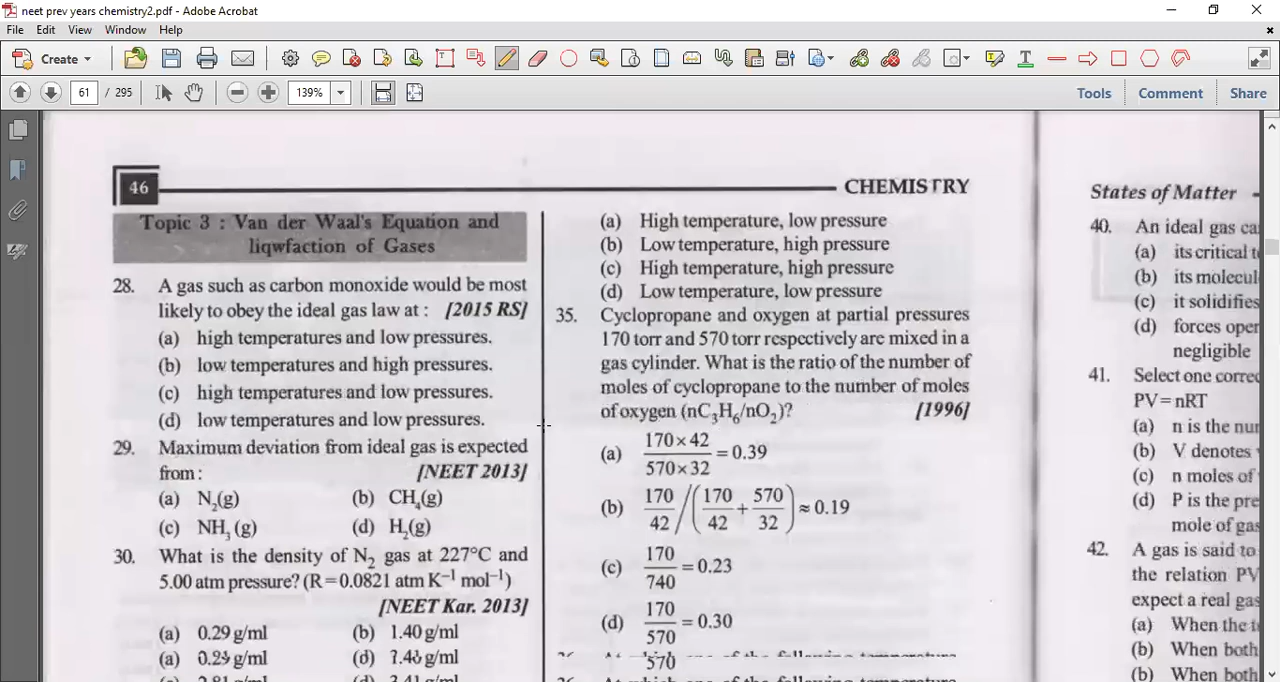 neet prev years chemistry2.pdf - Adobe Acrobat
File Edit View Window Help
Create
61 / 295 139% Tools Comment Share
46 CHEMISTRY
Topic 3 : Van der Waal's Equation and
liqwfaction of Gases
28. A gas such as carbon monoxide would be most
likely to obey the ideal gas law at : [2015 RS]
(a) high temperatures and low pressures.
(b) low temperatures and high pressures.
(c) high temperatures and low pressures.
(d) low temperatures and low pressures.
29. Maximum deviation from ideal gas is expected
from : [NEET 2013]
(a) N₂(g) (b) CH₄(g)
(c) NH₃ (g) (d) H₂(g)
30. What is the density of N₂ gas at 227°C and
5.00 atm pressure? (R=0.0821 atm K⁻¹ mol⁻¹)
[NEET Kar. 2013]
(a) 0.29 g/ml (b) 1.40 g/ml
(a) 0.29 g/ml
(a) High temperature, low pressure
(b) Low temperature, high pressure
(c) High temperature, high pressure
(d) Low temperature, low pressure
35. Cyclopropane and oxygen at partial pressures
170 torr and 570 torr respectively are mixed in a
gas cylinder. What is the ratio of the number of
moles of cyclopropane to the number of moles
of oxygen (nC₃H₆/nO₂)? [1996]
(a) 170×42 / 570×32 = 0.39
(b) 170/42 / (170/42 + 570/32) ≈ 0.19
(c) 170/740 = 0.23
(d) 170/570 = 0.30
570
States of Matter
40. An ideal gas ca
(a) its critical t
(b) its molecul
(c) it solidifies
(d) forces oper
negligible
41. Select one correc
PV=nRT
(a) n is the nur
(b) V denotes
(c) n moles of
(d) P is the pre
mole of gas
42. A gas is said to
the relation PV
expect a real gas
(a) When the t
(b) When both
(b) When both